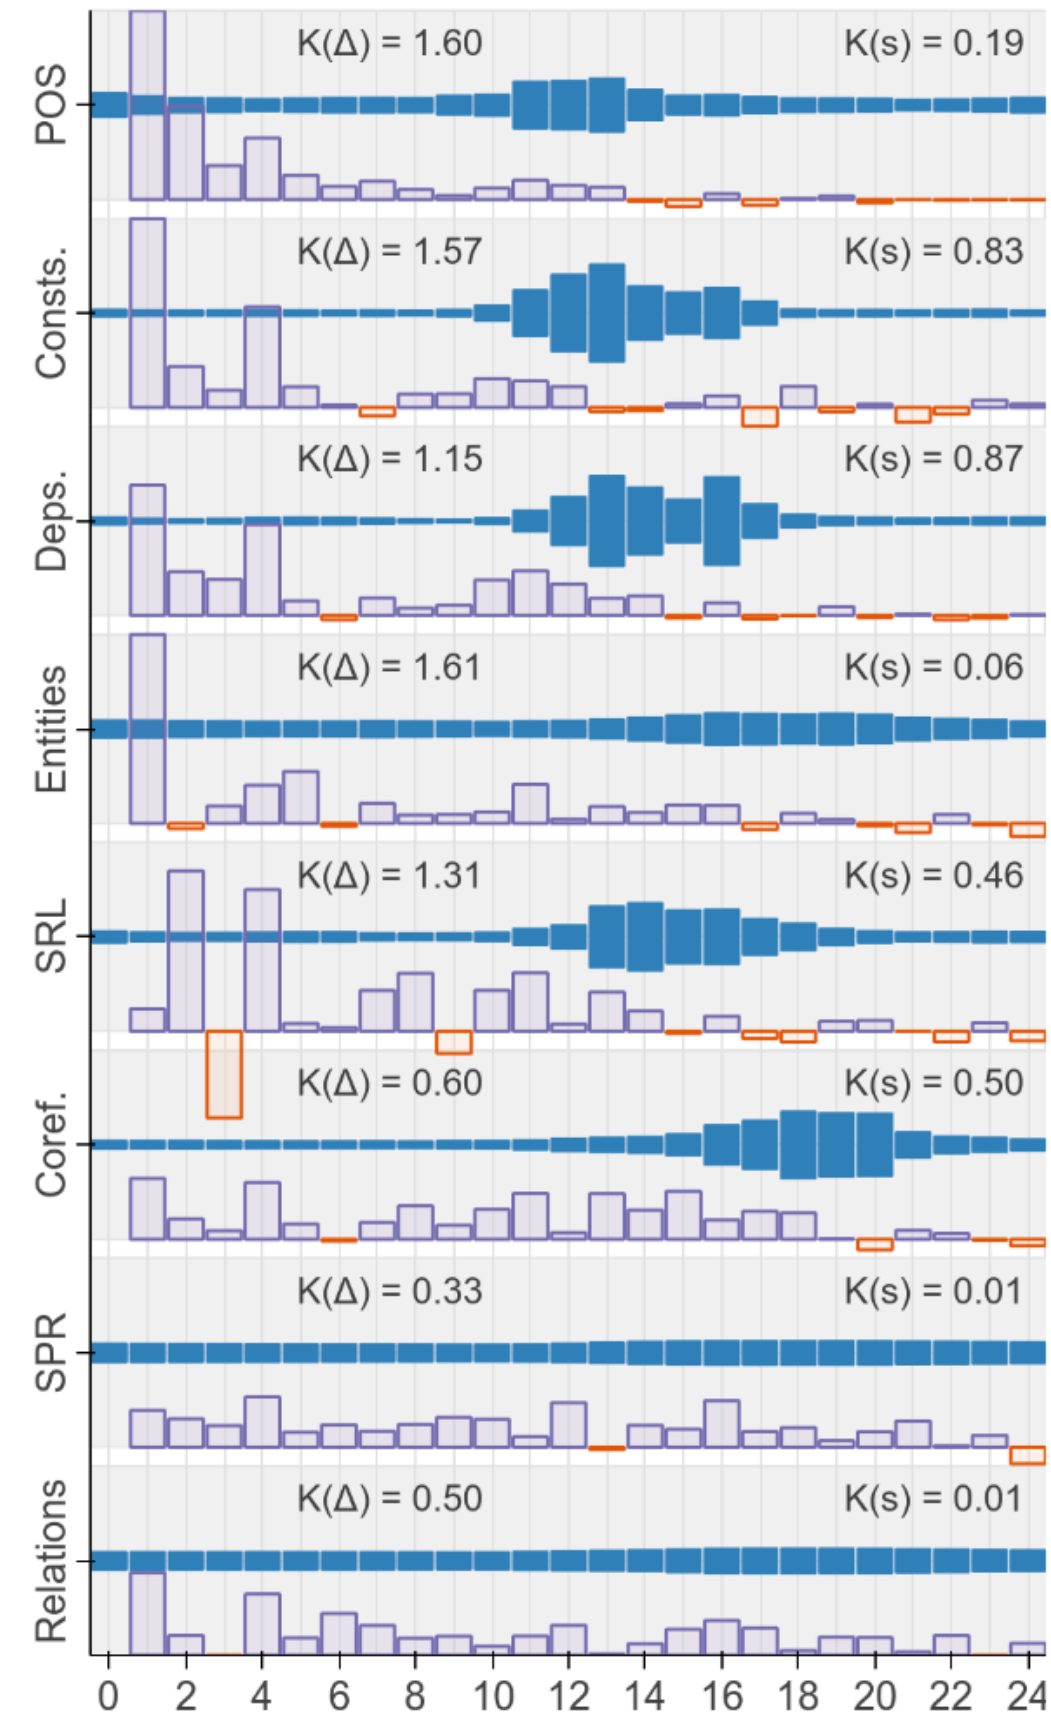 POS
K(Δ) = 1.60
K(s) = 0.19
Consts.
K(Δ) = 1.57
K(s) = 0.83
Deps.
K(Δ) = 1.15
K(s) = 0.87
Entities
K(Δ) = 1.61
K(s) = 0.06
SRL
K(Δ) = 1.31
K(s) = 0.46
Coref.
K(Δ) = 0.60
K(s) = 0.50
SPR
K(Δ) = 0.33
K(s) = 0.01
Relations
K(Δ) = 0.50
K(s) = 0.01
0 2 4 6 8 10 12 14 16 18 20 22 24